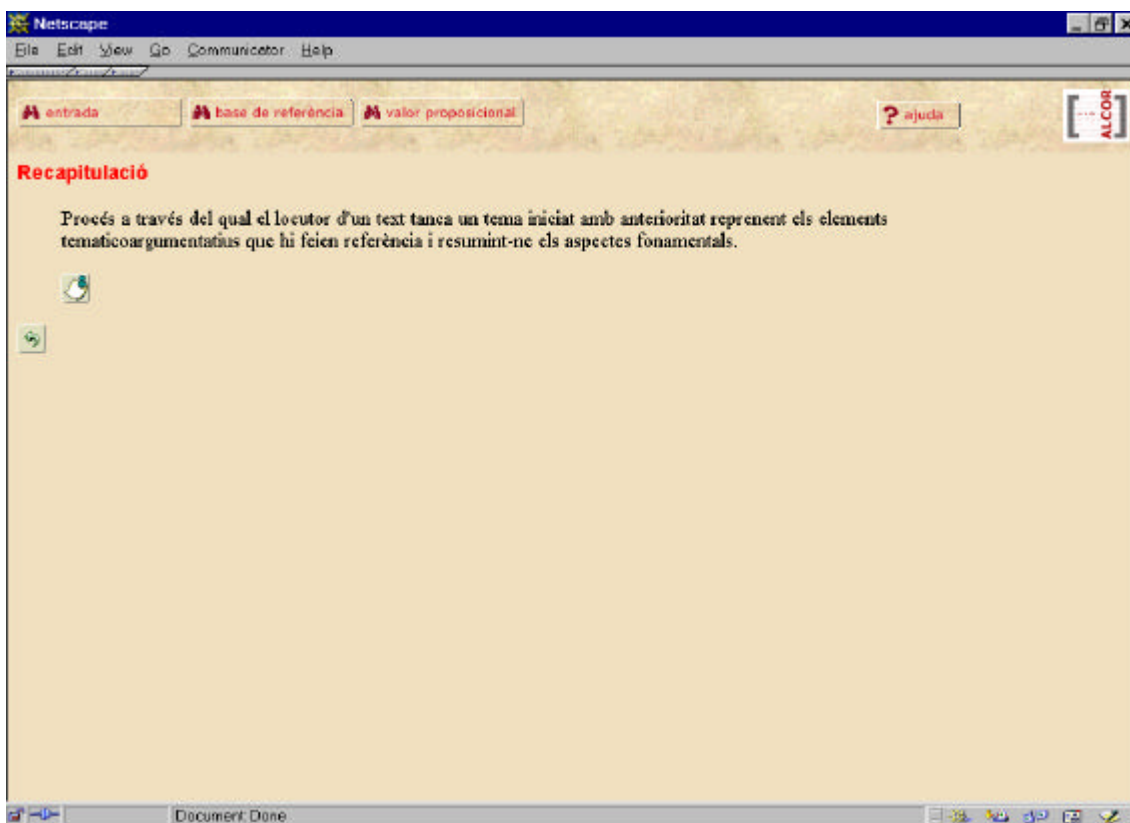 Netscape
File Edit View Go Communicator Help
entrada base de referència valor proposicional ? ajuda [... ALCOR]
Recapitulació
Procés a través del qual el locutor d'un text tanca un tema iniciat amb anterioritat reprenent els elements
tematicoargumentatius que hi feien referència i resumint-ne els aspectes fonamentals.
Document: Done